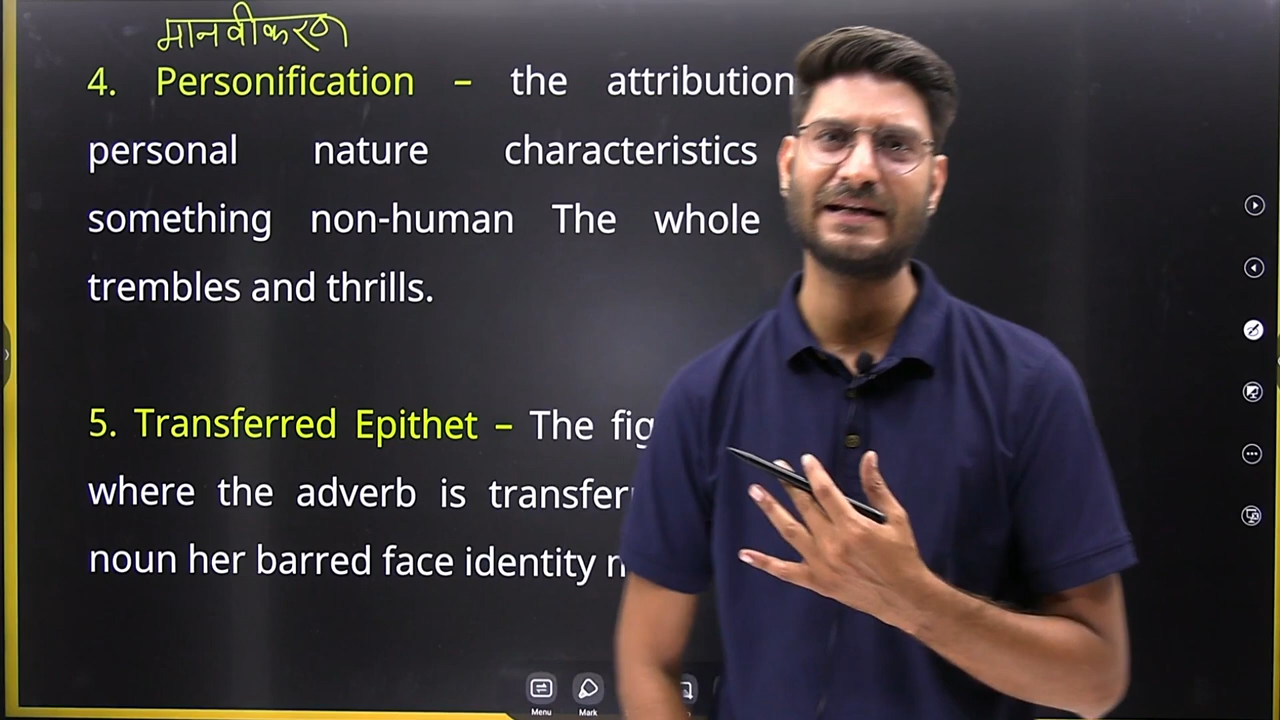 मानवीकरण
4. Personification – the attribution
personal nature characteristics
something non-human The whole
trembles and thrills.
5. Transferred Epithet – The fig
where the adverb is transfer
noun her barred face identity
Menu
Mark